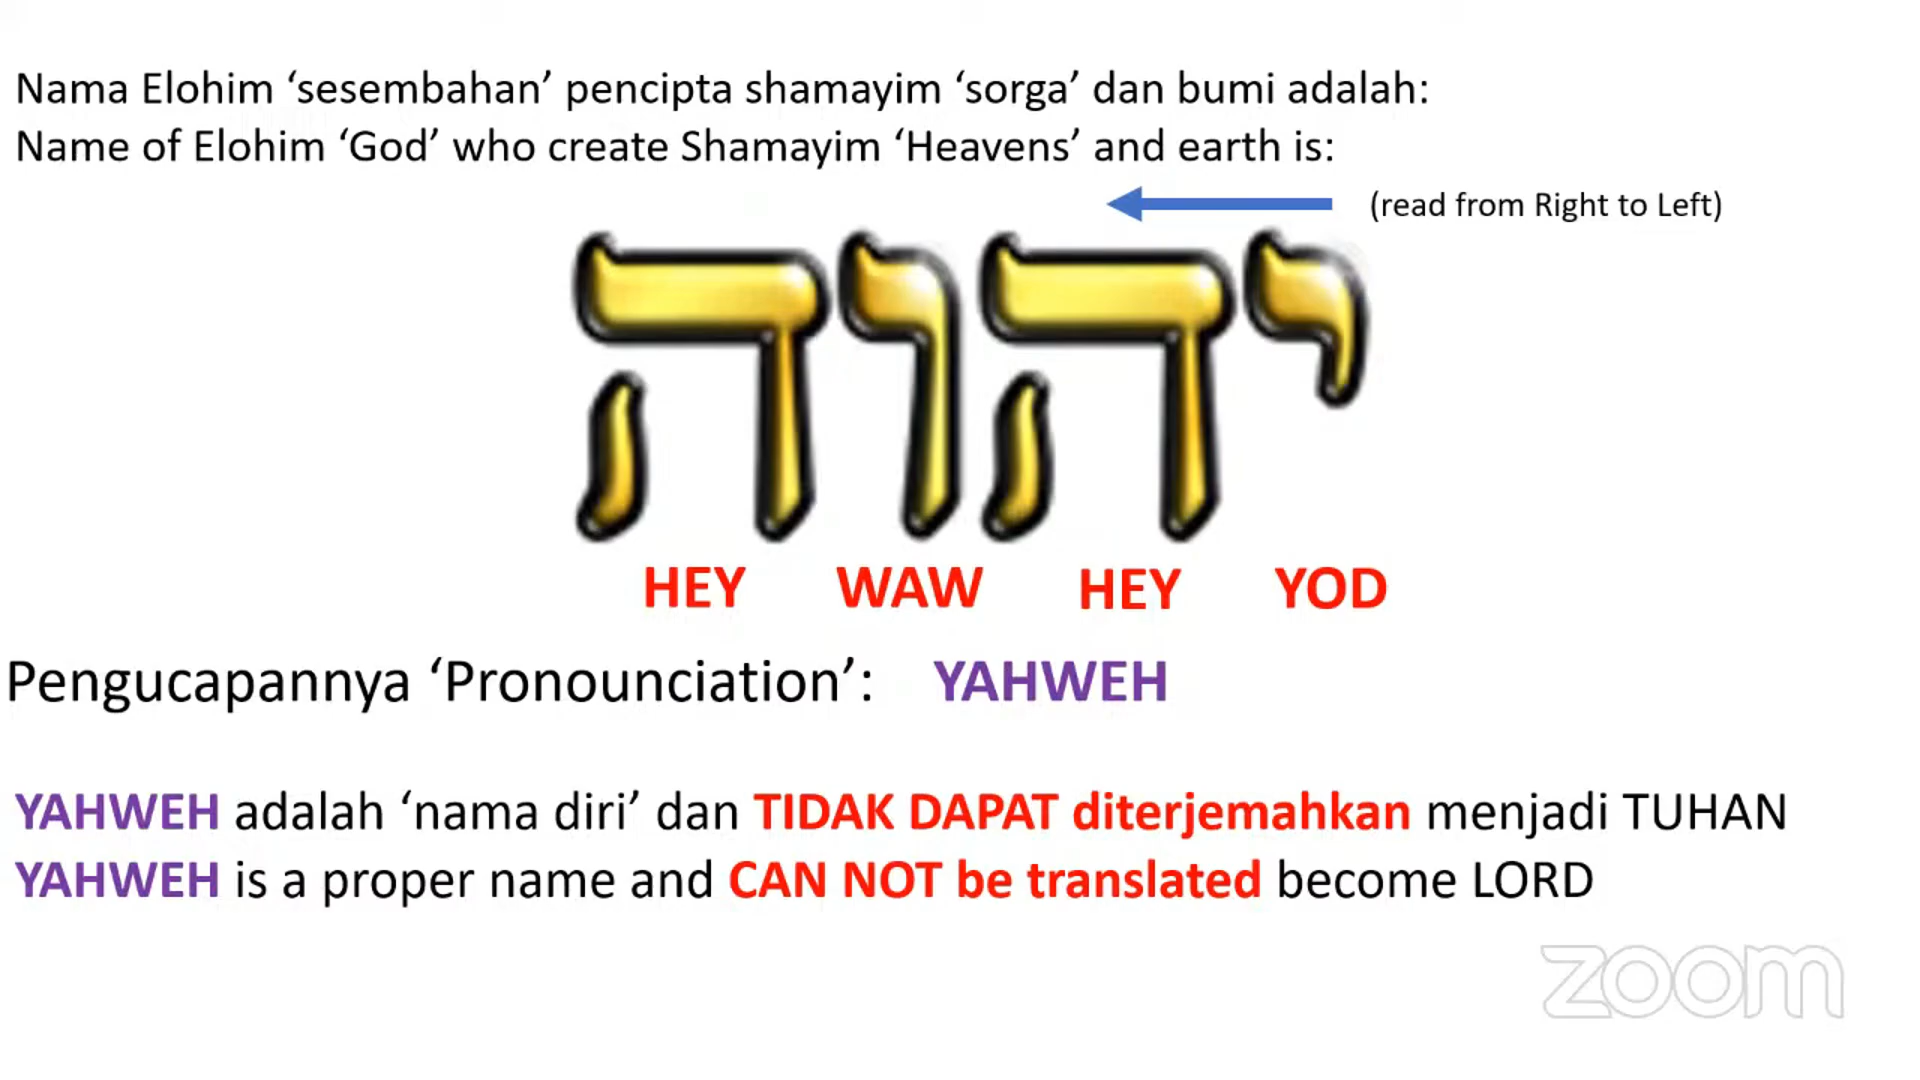 Nama Elohim ‘sesembahan’ pencipta shamayim ‘sorga’ dan bumi adalah:
Name of Elohim ‘God’ who create Shamayim ‘Heavens’ and earth is:
(read from Right to Left)
יהוה
HEY WAW HEY YOD
Pengucapannya ‘Pronounciation’: YAHWEH
YAHWEH adalah ‘nama diri’ dan TIDAK DAPAT diterjemahkan menjadi TUHAN
YAHWEH is a proper name and CAN NOT be translated become LORD
zoom